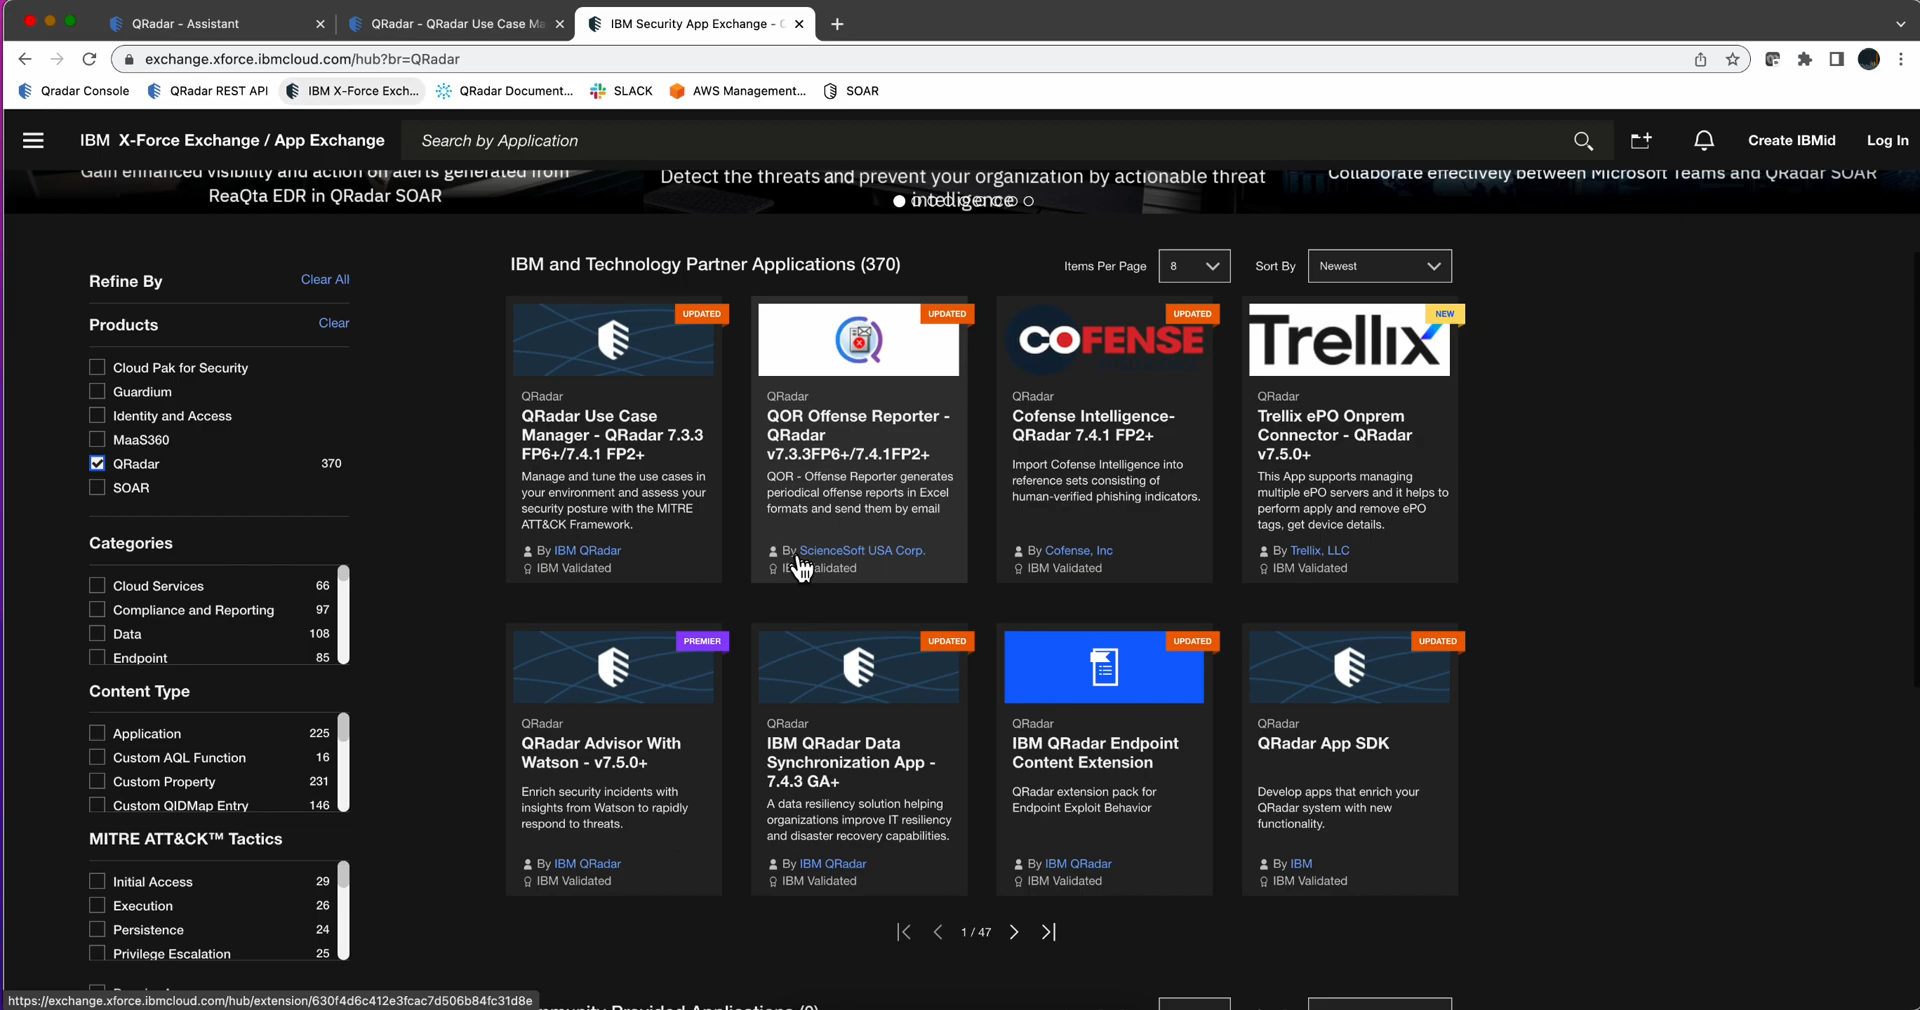 QRadar - Assistant
QRadar - QRadar Use Case Ma
IBM Security App Exchange -
exchange.xforce.ibmcloud.com/hub?br=QRadar
Qradar Console
QRadar REST API
IBM X-Force Exch...
QRadar Document...
SLACK
AWS Management...
SOAR
IBM X-Force Exchange / App Exchange
Search by Application
Create IBMid
Log In
Gain enhanced visibility and action on alerts generated from
ReaQta EDR in QRadar SOAR
Detect the threats and prevent your organization by actionable threat
intelligence
Collaborate effectively between Microsoft Teams and QRadar SOAR
Refine By
Clear All
Products
Clear
Cloud Pak for Security
Guardium
Identity and Access
MaaS360
QRadar 370
SOAR
Categories
Cloud Services 66
Compliance and Reporting 97
Data 108
Endpoint 85
Content Type
Application 225
Custom AQL Function 16
Custom Property 231
Custom QIDMap Entry 146
MITRE ATT&CK™ Tactics
Initial Access 29
Execution 26
Persistence 24
Privilege Escalation 25
IBM and Technology Partner Applications (370)
Items Per Page 8
Sort By Newest
UPDATED
QRadar
QRadar Use Case
Manager - QRadar 7.3.3
FP6+/7.4.1 FP2+
Manage and tune the use cases in
your environment and assess your
security posture with the MITRE
ATT&CK Framework.
By IBM QRadar
IBM Validated
UPDATED
QRadar
QOR Offense Reporter -
QRadar
v7.3.3FP6+/7.4.1FP2+
QOR - Offense Reporter generates
periodical offense reports in Excel
formats and send them by email
By ScienceSoft USA Corp.
UPDATED
COFENSE
QRadar
Cofense Intelligence-
QRadar 7.4.1 FP2+
Import Cofense Intelligence into
reference sets consisting of
human-verified phishing indicators.
By Cofense, Inc
IBM Validated
NEW
Trellix
QRadar
Trellix ePO Onprem
Connector - QRadar
v7.5.0+
This App supports managing
multiple ePO servers and it helps to
perform apply and remove ePO
tags, get device details.
By Trellix, LLC
IBM Validated
PREMIER
QRadar
QRadar Advisor With
Watson - v7.5.0+
Enrich security incidents with
insights from Watson to rapidly
respond to threats.
By IBM QRadar
IBM Validated
UPDATED
QRadar
IBM QRadar Data
Synchronization App -
7.4.3 GA+
A data resiliency solution helping
organizations improve IT resiliency
and disaster recovery capabilities.
By IBM QRadar
IBM Validated
UPDATED
QRadar
IBM QRadar Endpoint
Content Extension
QRadar extension pack for
Endpoint Exploit Behavior
By IBM QRadar
IBM Validated
UPDATED
QRadar
QRadar App SDK
Develop apps that enrich your
QRadar system with new
functionality.
By IBM
IBM Validated
1 / 47
https://exchange.xforce.ibmcloud.com/hub/extension/630f4d6c412e3fcac7d506b84fc31d8e